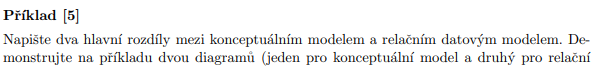 Příklad [5]
Napište dva hlavní rozdíly mezi konceptuálním modelem a relačním datovým modelem. De-
monstrujte na příkladu dvou diagramů (jeden pro konceptuální model a druhý pro relační